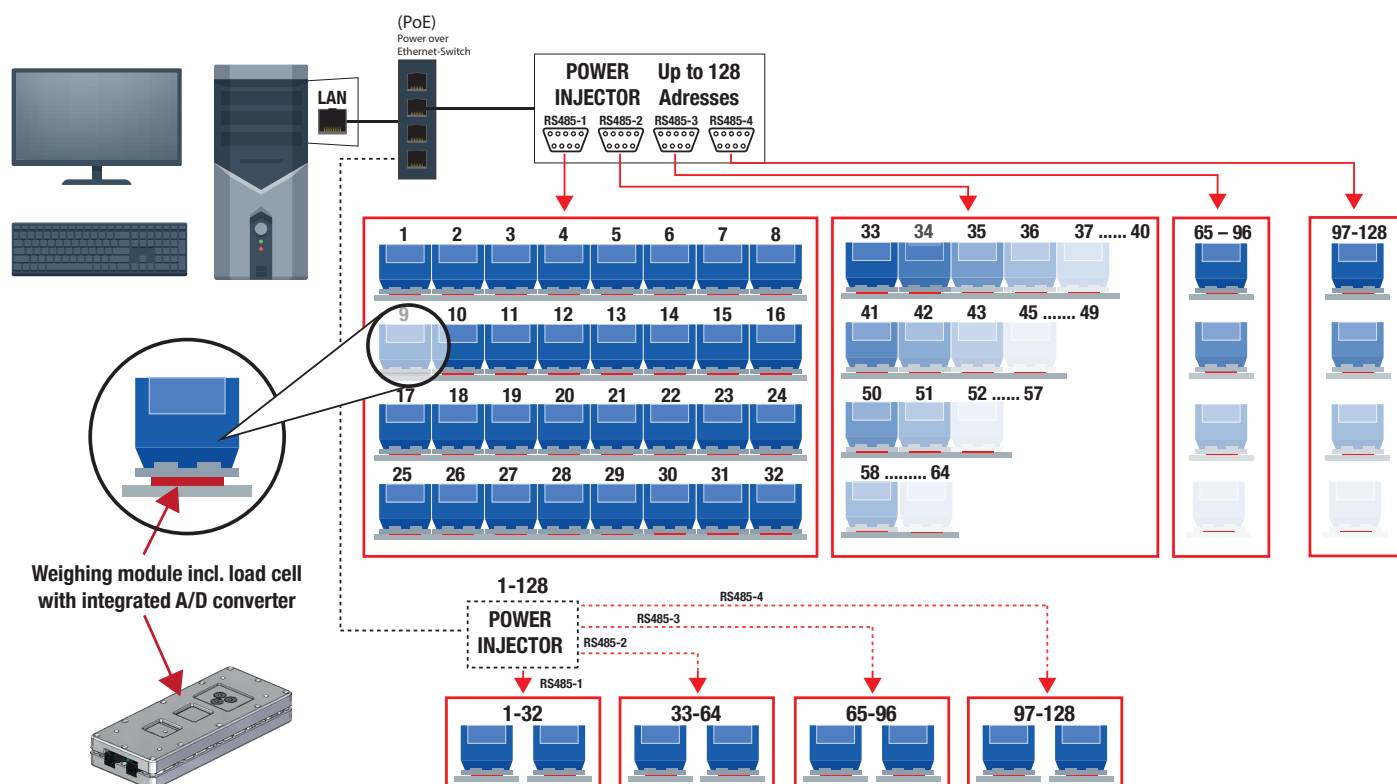 (PoE)
Power over
Ethernet-Switch
LAN
POWER
INJECTOR
Up to 128
Adresses
RS485-1 RS485-2 RS485-3 RS485-4
1 2 3 4 5 6 7 8
9 10 11 12 13 14 15 16
17 18 19 20 21 22 23 24
25 26 27 28 29 30 31 32
33 34 35 36 37 ...... 40
41 42 43 45 ....... 49
50 51 52 ...... 57
58 ......... 64
65 – 96
97-128
Weighing module incl. load cell
with integrated A/D converter
1-128
POWER
INJECTOR
RS485-4
RS485-3
RS485-2
RS485-1
1-32
33-64
65-96
97-128